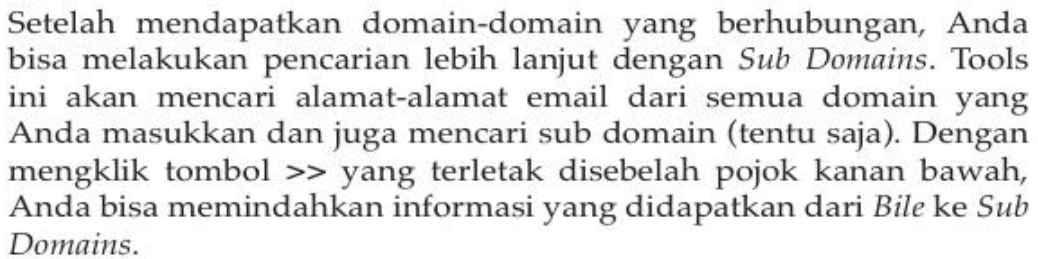 Setelah mendapatkan domain-domain yang berhubungan, Anda
bisa melakukan pencarian lebih lanjut dengan Sub Domains. Tools
ini akan mencari alamat-alamat email dari semua domain yang
Anda masukkan dan juga mencari sub domain (tentu saja). Dengan
mengklik tombol >> yang terletak disebelah pojok kanan bawah,
Anda bisa memindahkan informasi yang didapatkan dari Bile ke Sub
Domains.